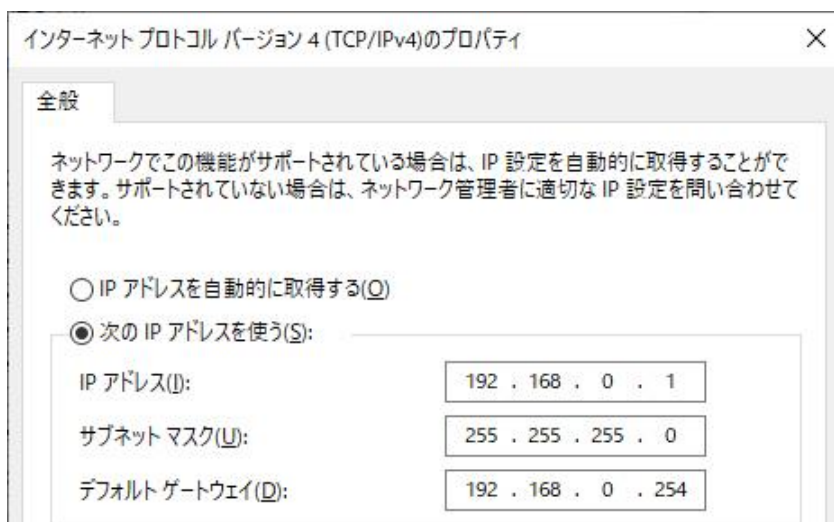 インターネット プロトコル バージョン 4 (TCP/IPv4)のプロパティ
全般
ネットワークでこの機能がサポートされている場合は、IP 設定を自動的に取得することがで
きます。サポートされていない場合は、ネットワーク管理者に適切な IP 設定を問い合わせて
ください。
IP アドレスを自動的に取得する(O)
次の IP アドレスを使う(S):
IP アドレス(I): 192 . 168 . 0 . 1
サブネット マスク(U): 255 . 255 . 255 . 0
デフォルト ゲートウェイ(D): 192 . 168 . 0 . 254